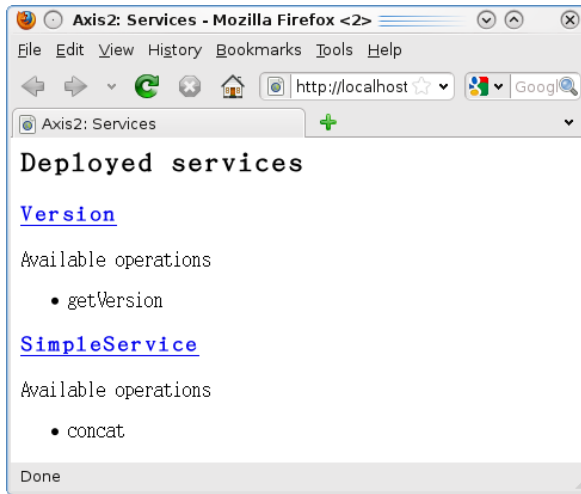 Axis2: Services - Mozilla Firefox <2>
File Edit View History Bookmarks Tools Help
http://localhost
Googl
Axis2: Services
Deployed services
Version
Available operations
• getVersion
SimpleService
Available operations
• concat
Done